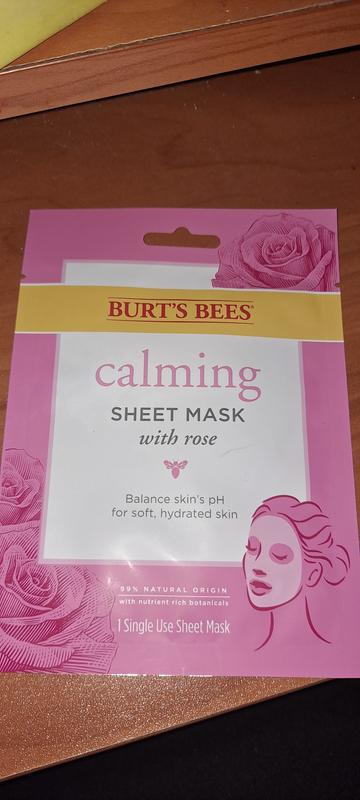 BURT'S BEES®
calming
SHEET MASK
with rose
Balance skin's pH
for soft, hydrated skin
99% NATURAL ORIGIN
with nutrient rich botanicals
1 Single Use Sheet Mask